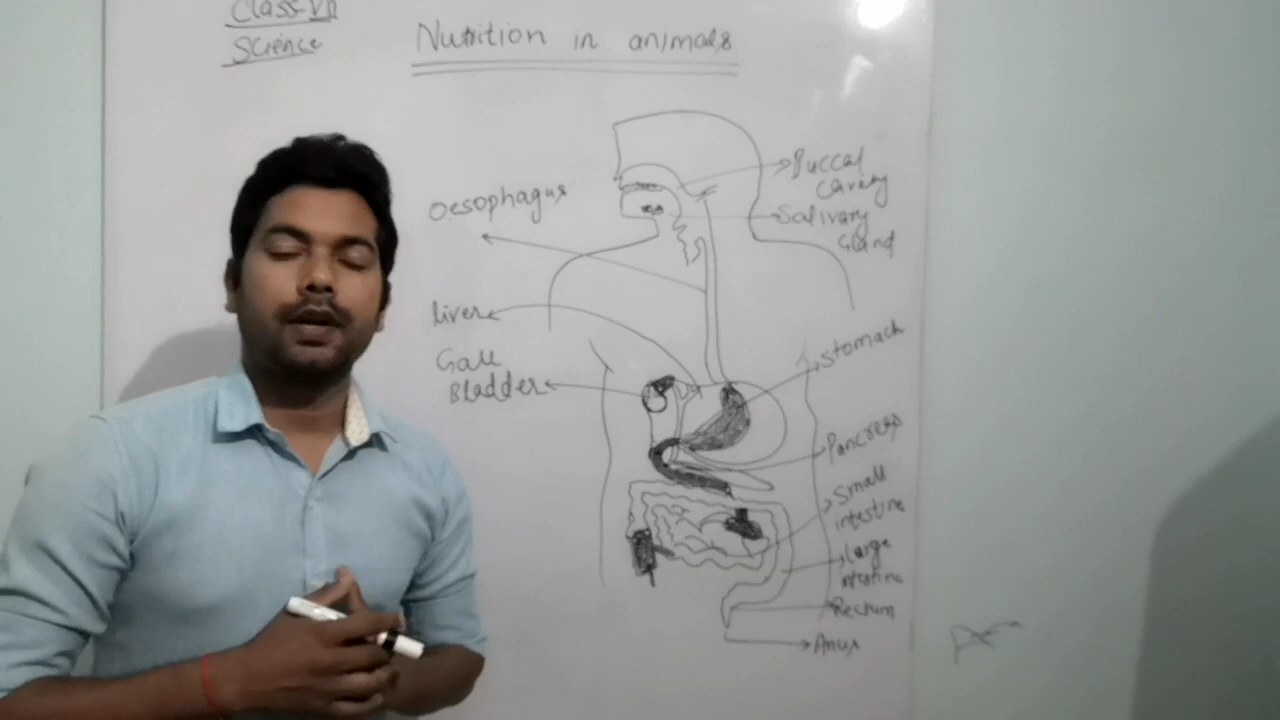 Class-VII
Science
Nutrition in animals
Buccal
Cavity
Oesophagus
Salivary
Gland
liver
Gall
Bladder
Stomach
Pancreas
Small
intestine
Large
intestine
Rectum
Anus